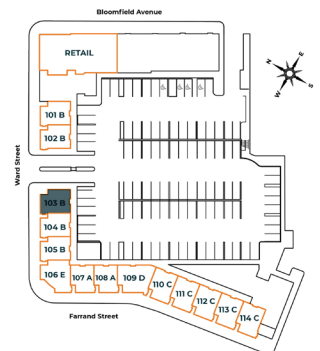 Bloomfield Avenue
RETAIL
N
E
W
S
101 B
102 B
Ward Street
103 B
104 B
105 B
106 E
107 A
108 A
109 D
110 C
111 C
112 C
113 C
114 C
Farrand Street